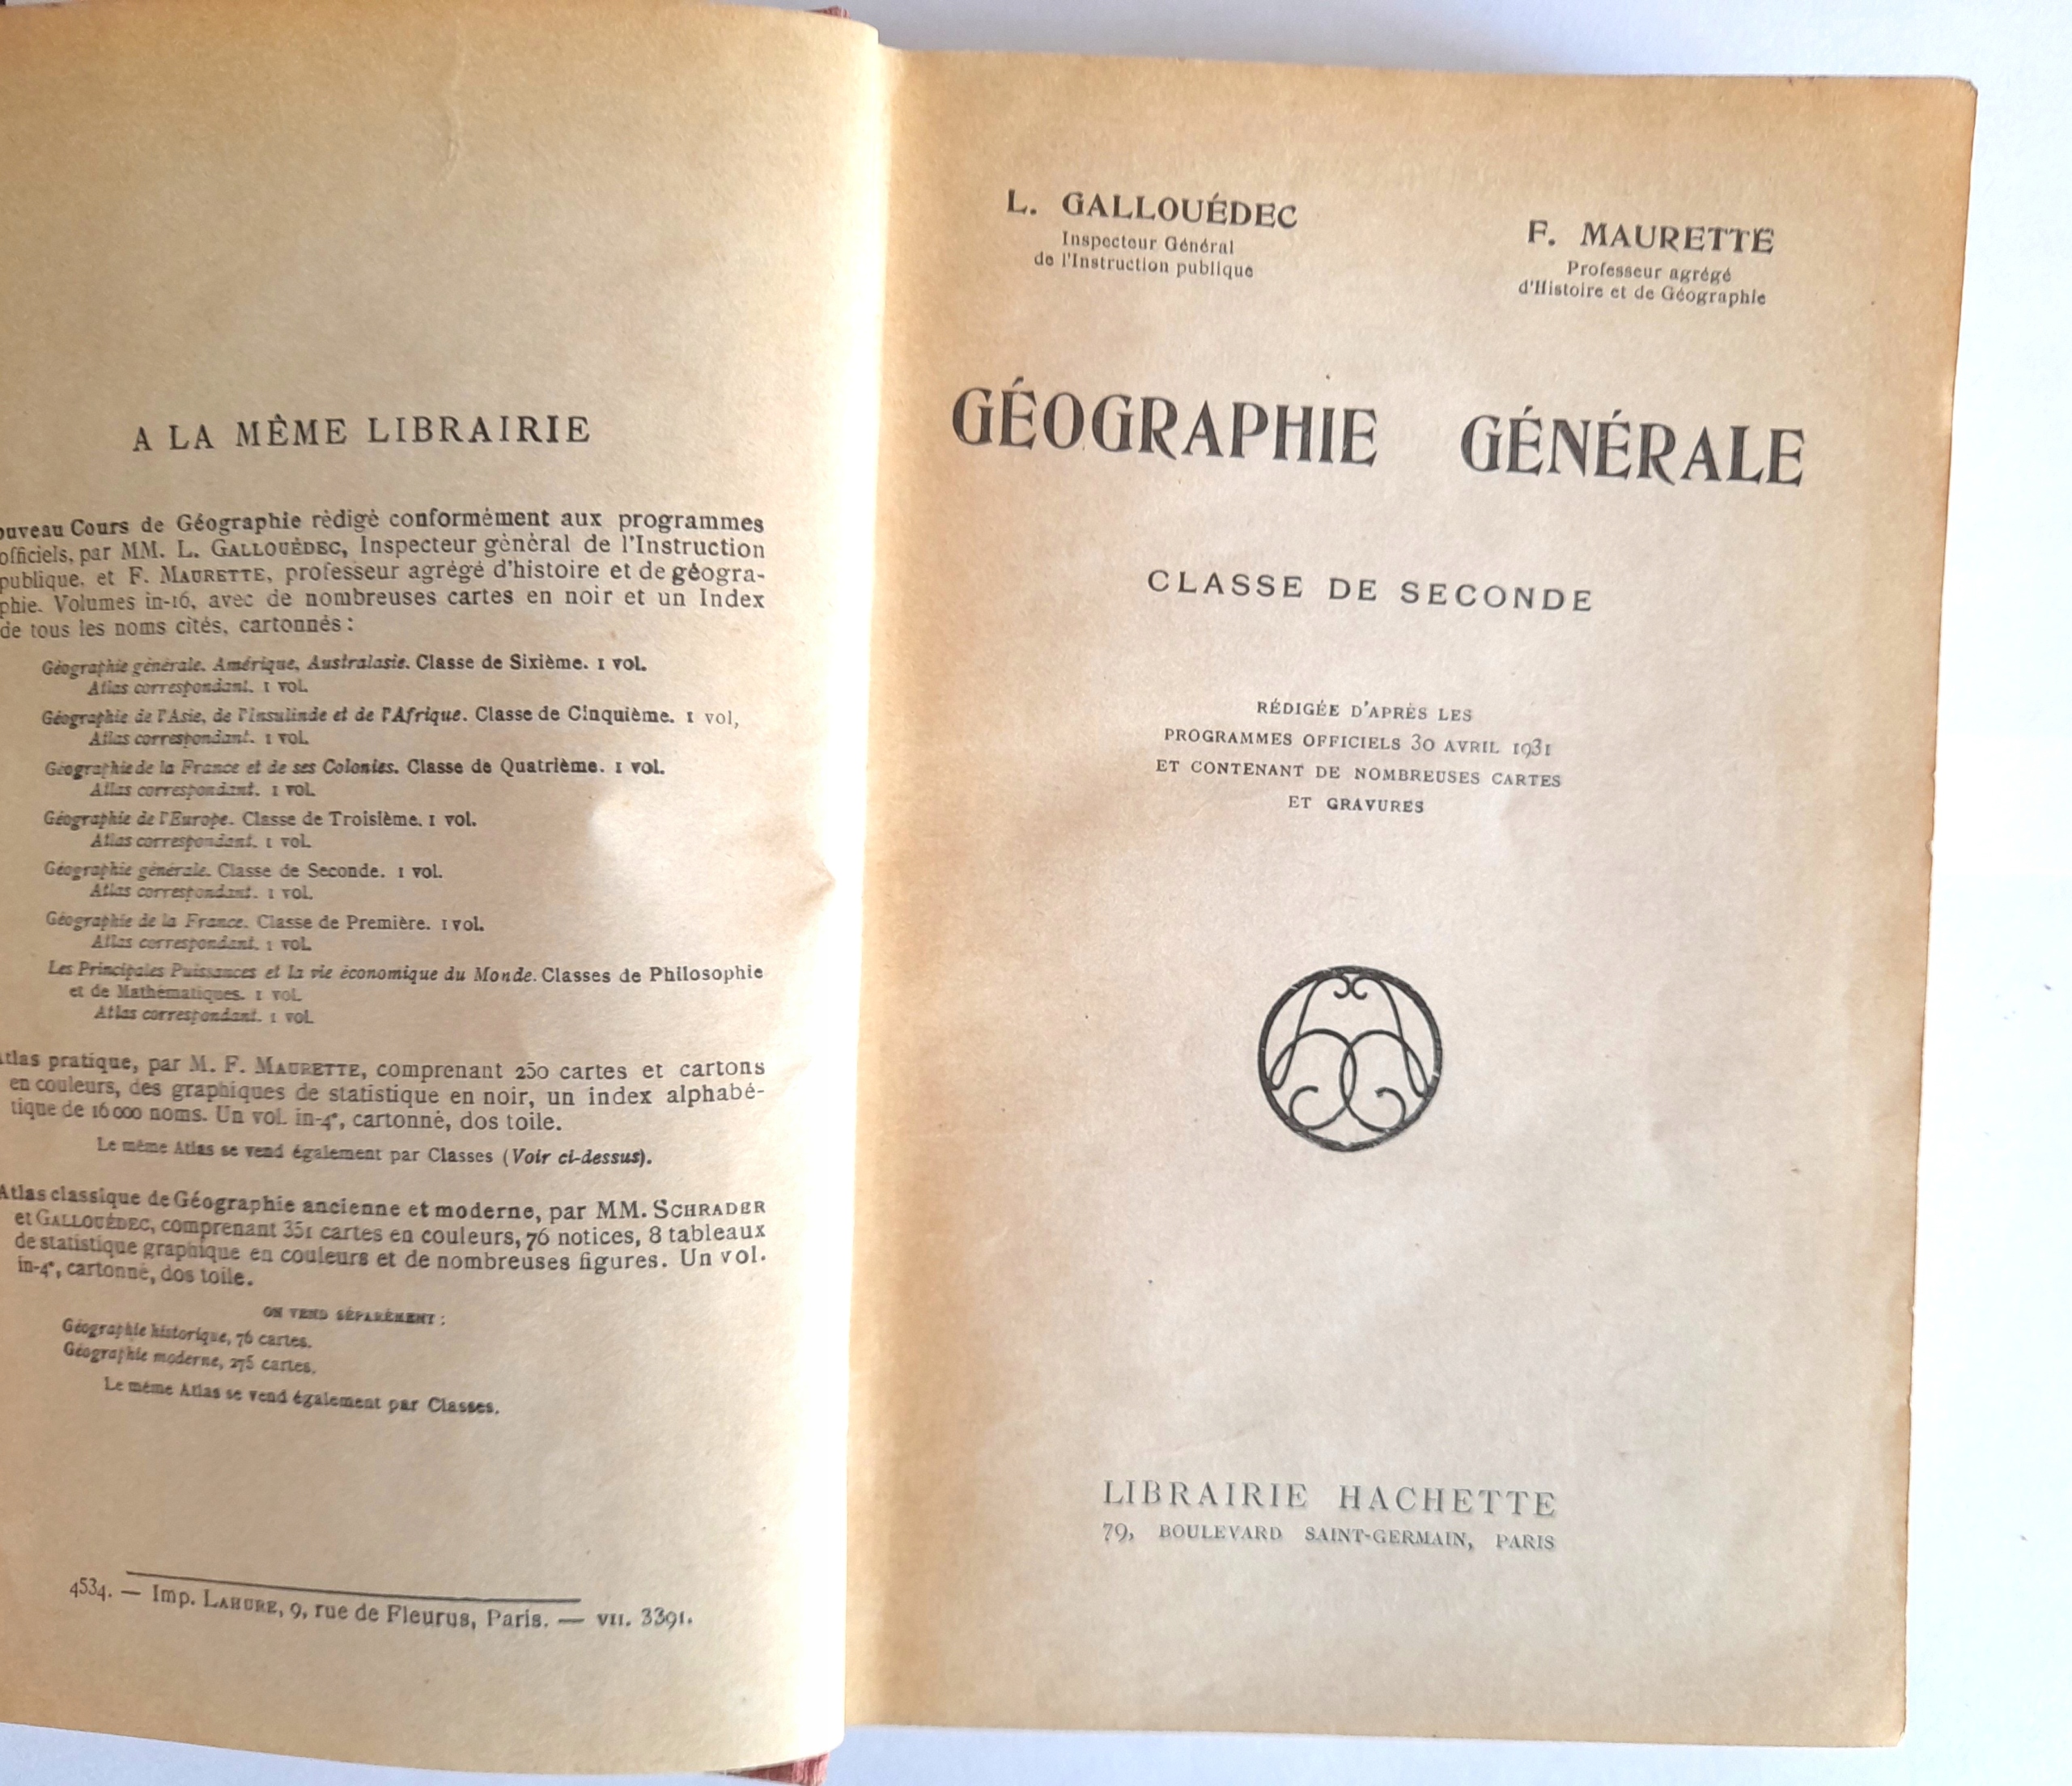 A LA MÊME LIBRAIRIE
Cours de Géographie rédigé conformément aux programmes
officiels, par MM. L. GALLOUÉDEC, Inspecteur général de l'Instruction
publique, et F. MAURETTE, professeur agrégé d'histoire et de géogra-
phie. Volumes in-16, avec de nombreuses cartes en noir et un Index
de tous les noms cités, cartonnés :
Géographie générale. Amérique, Australasie. Classe de Sixième. 1 vol.
Atlas correspondant. 1 vol.
Géographie de l'Asie, de l'Insulinde et de l'Afrique. Classe de Cinquième. 1 vol,
Atlas correspondant. 1 vol.
Géographie de la France et de ses Colonies. Classe de Quatrième. 1 vol.
Atlas correspondant. 1 vol.
Géographie de l'Europe. Classe de Troisième. 1 vol.
Atlas correspondant. 1 vol.
Géographie générale. Classe de Seconde. 1 vol.
Atlas correspondant. 1 vol.
Géographie de la France. Classe de Première. 1 vol.
Atlas correspondant. 1 vol.
Les Principales Puissances et la vie économique du Monde. Classes de Philosophie
et de Mathématiques. 1 vol.
Atlas correspondant. 1 vol.
Atlas pratique, par M. F. MAURETTE, comprenant 250 cartes et cartons
en couleurs, des graphiques de statistique en noir, un index alphabé-
tique de 16 000 noms. Un vol. in-4°, cartonné, dos toile.
Le même Atlas se vend également par Classes (Voir ci-dessus).
Atlas classique de Géographie ancienne et moderne, par MM. SCHRADER
et GALLOUÉDEC, comprenant 351 cartes en couleurs, 76 notices, 8 tableaux
de statistique graphique en couleurs et de nombreuses figures. Un vol.
in-4°, cartonné, dos toile.
ON VEND SÉPARÉMENT :
Géographie historique, 76 cartes.
Géographie moderne, 275 cartes.
Le même Atlas se vend également par Classes.
4534. — Imp. LAHURE, 9, rue de Fleurus, Paris. — VII. 3391.
L. GALLOUÉDEC
Inspecteur Général
de l'Instruction publique
F. MAURETTE
Professeur agrégé
d'Histoire et de Géographie
GÉOGRAPHIE GÉNÉRALE
CLASSE DE SECONDE
RÉDIGÉE D'APRÈS LES
PROGRAMMES OFFICIELS 30 AVRIL 1931
ET CONTENANT DE NOMBREUSES CARTES
ET GRAVURES
LIBRAIRIE HACHETTE
79, BOULEVARD SAINT-GERMAIN, PARIS